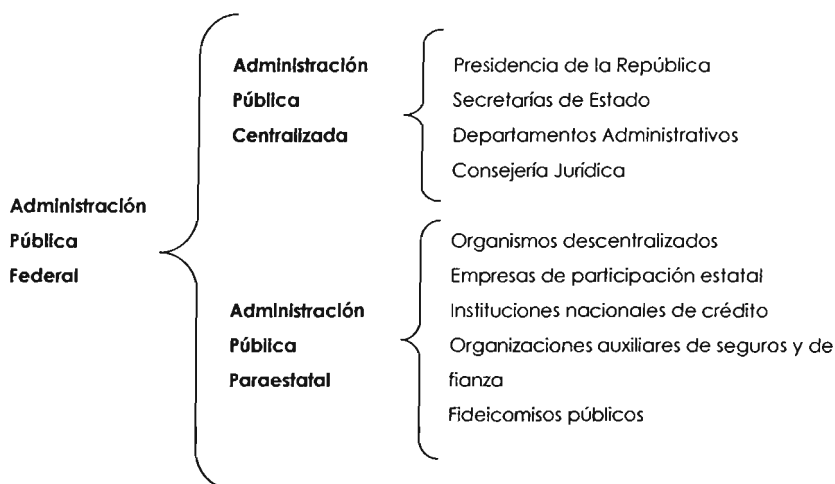 Administración
Pública
Federal
Administración
Pública
Centralizada
Presidencia de la República
Secretarías de Estado
Departamentos Administrativos
Consejería Jurídica
Administración
Pública
Paraestatal
Organismos descentralizados
Empresas de participación estatal
Instituciones nacionales de crédito
Organizaciones auxiliares de seguros y de
fianza
Fideicomisos públicos